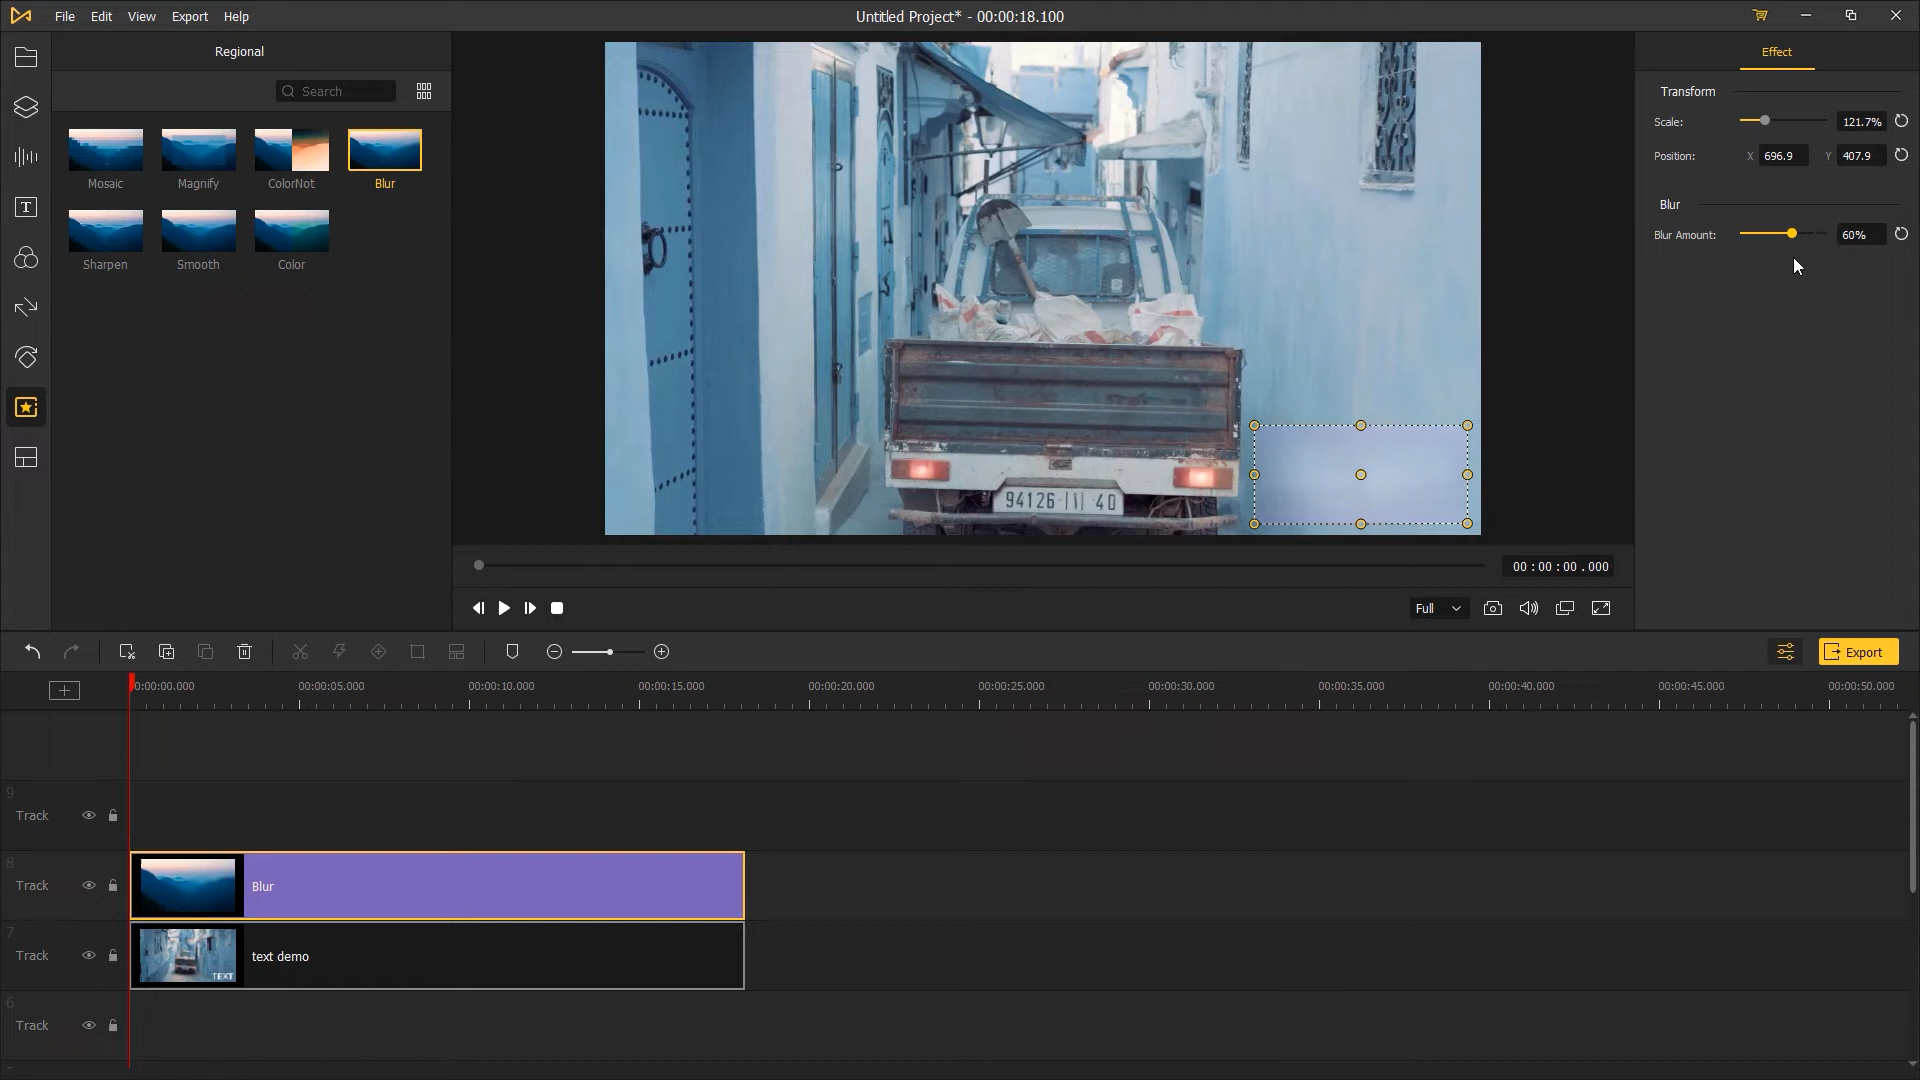 File Edit View Export Help
Untitled Project* - 00:00:18.100
Regional
Search
Mosaic Magnify ColorNot Blur
Sharpen Smooth Color
94126 40
Effect
Transform
Scale: 121.7%
Position: X 696.9 Y 407.9
Blur
Blur Amount: 60%
00:00:00.000
Full
Export
0:00:00.000 00:00:05.000 00:00:10.000 00:00:15.000 00:00:20.000 00:00:25.000 00:00:30.000 00:00:35.000 00:00:40.000 00:00:45.000 00:00:50.000
9
Track
8
Track Blur
7
Track TEXT text demo
6
Track